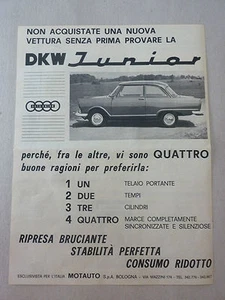 NON ACQUISTATE UNA NUOVA
VETTURA SENZA PRIMA PROVARE LA
DKW Junior
perché, fra le altre, vi sono QUATTRO
buone ragioni per preferirla:
1 UN TELAIO PORTANTE
2 DUE TEMPI
3 TRE CILINDRI
4 QUATTRO MARCE COMPLETAMENTE
SINCRONIZZATE E SILENZIOSE
RIPRESA BRUCIANTE
STABILITÀ PERFETTA
CONSUMO RIDOTTO
ESCLUSIVISTA PER L'ITALIA MOTAUTO S.p.A. BOLOGNA - VIA MAZZINI